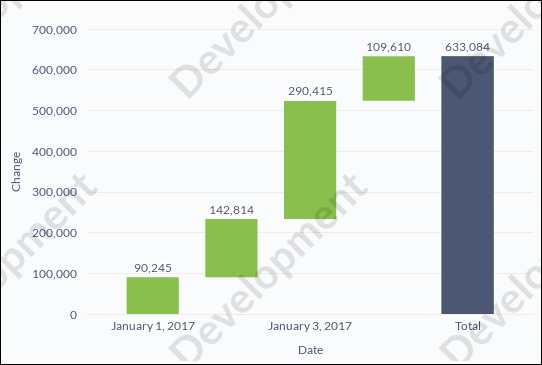 700,000
600,000
500,000
400,000
300,000
200,000
100,000
0
Change
90,245
142,814
290,415
109,610
633,084
January 1, 2017
January 3, 2017
Total
Date
Development
Development
Development
Development
Development
Development